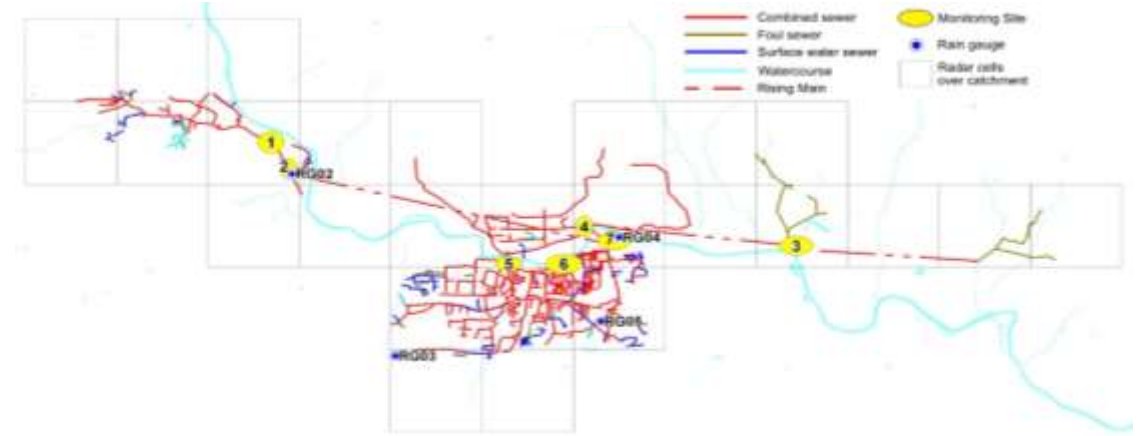 Combined sewer
Foul sewer
Surface water sewer
Watercourse
Rising Main
Monitoring Site
Rain gauge
Radar cells
over catchment
1
2
RG02
4
7
RG04
3
5
6
RG05
RG03